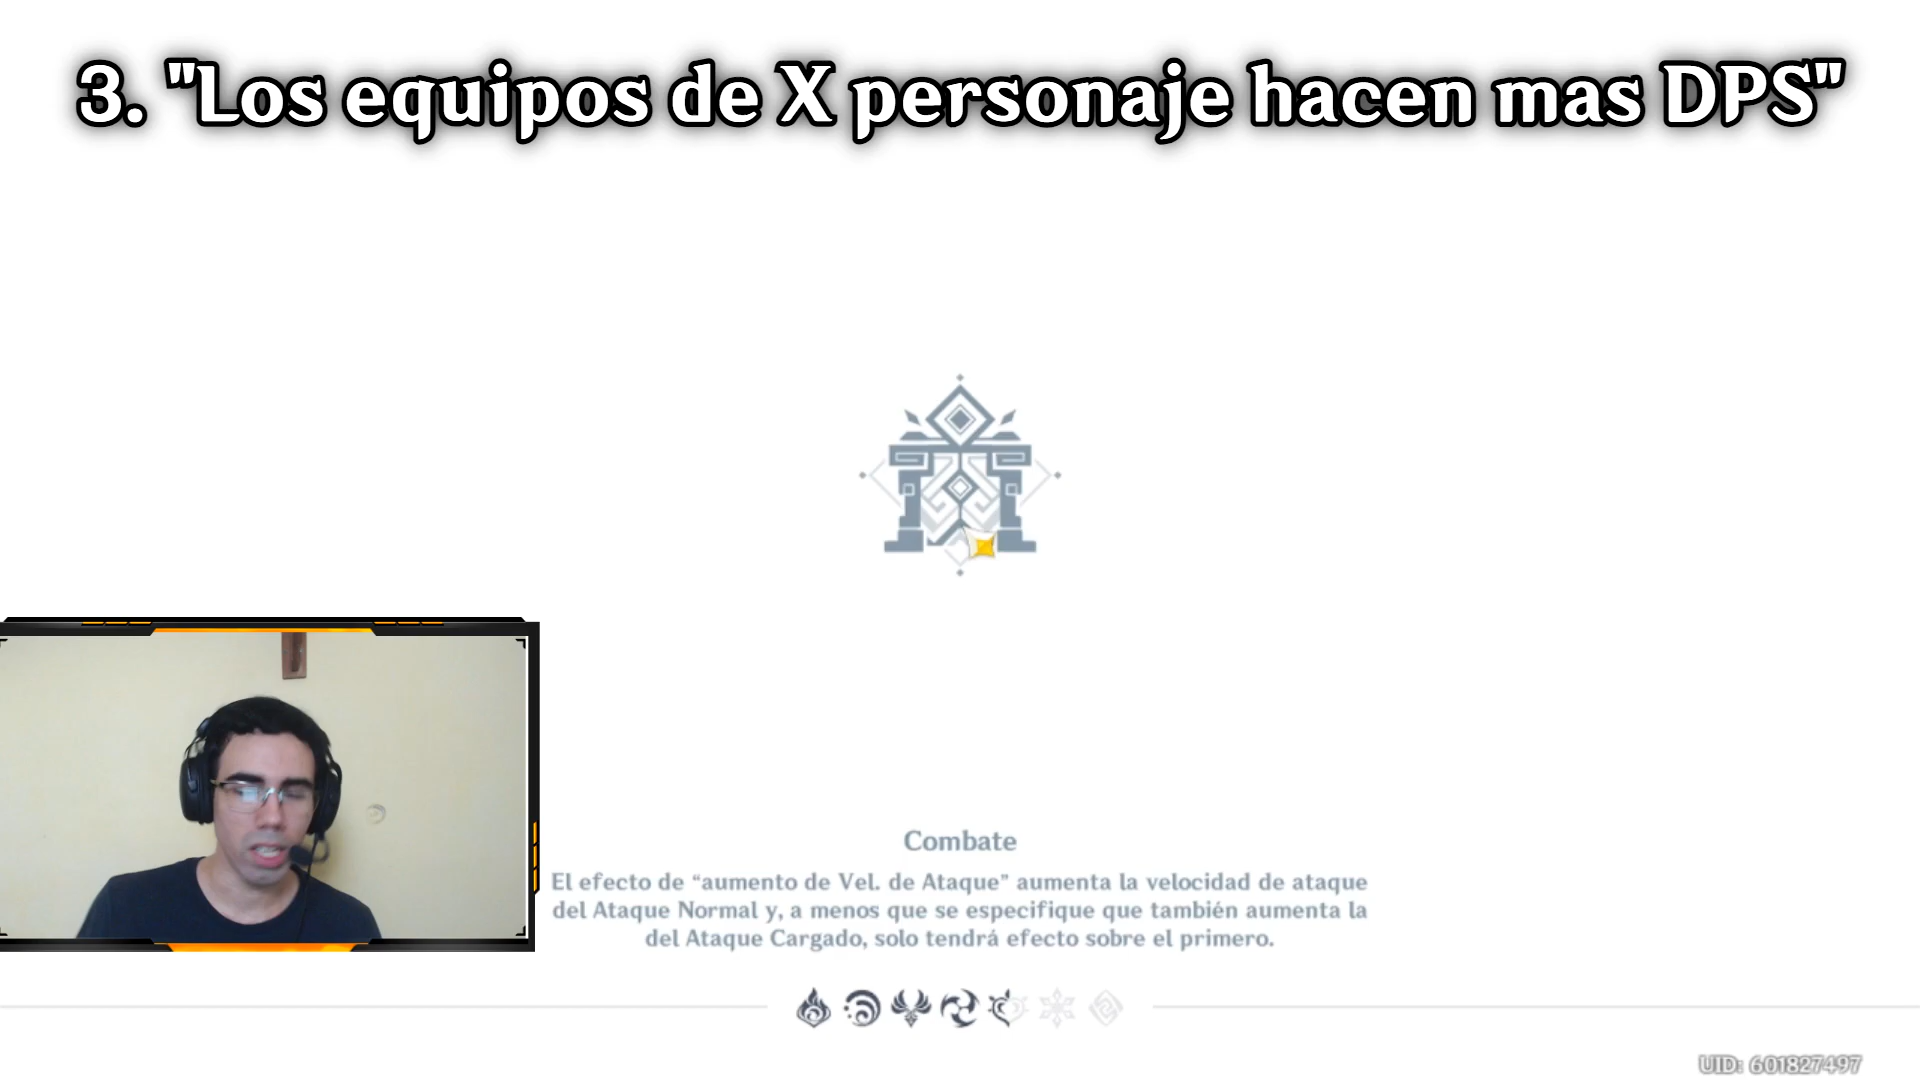 3. "Los equipos de X personaje hacen mas DPS"
Combate
El efecto de “aumento de Vel. de Ataque” aumenta la velocidad de ataque
del Ataque Normal y, a menos que se especifique que también aumenta la
del Ataque Cargado, solo tendrá efecto sobre el primero.
UID: 601827497